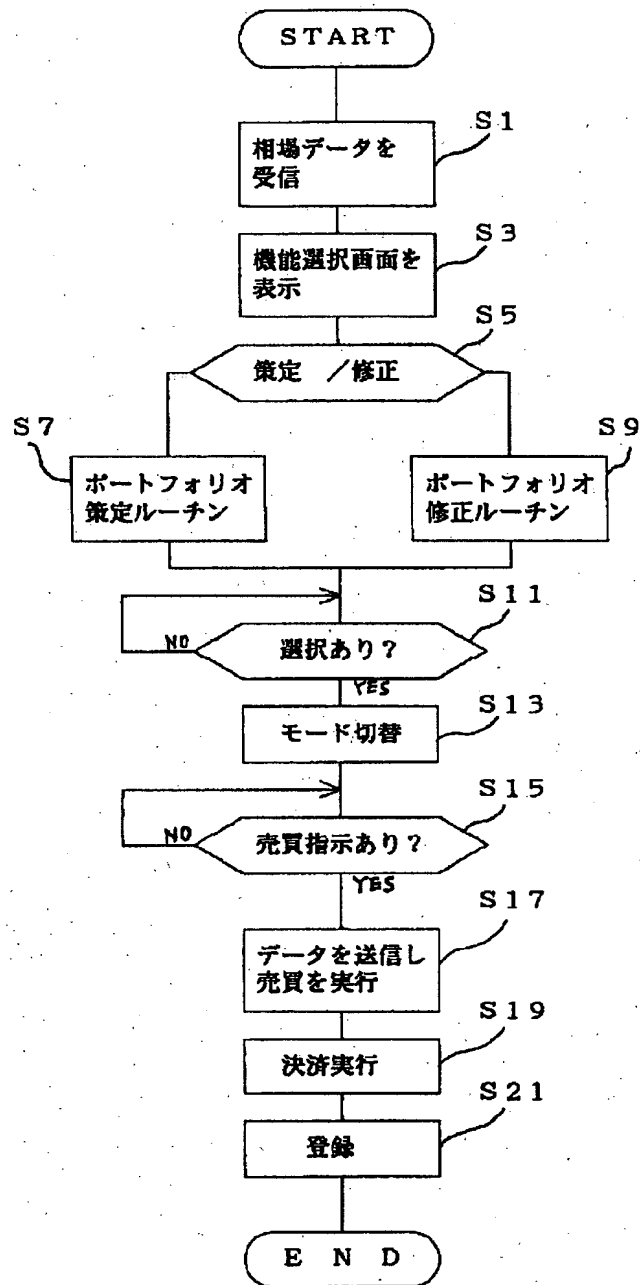 START
S1
相場データを
受信
S3
機能選択画面を
表示
S5
策定 /修正
S7
ポートフォリオ
策定ルーチン
S9
ポートフォリオ
修正ルーチン
S11
選択あり?
NO
YES
S13
モード切替
S15
売買指示あり?
NO
YES
S17
データを送信し
売買を実行
S19
決済実行
S21
登録
END